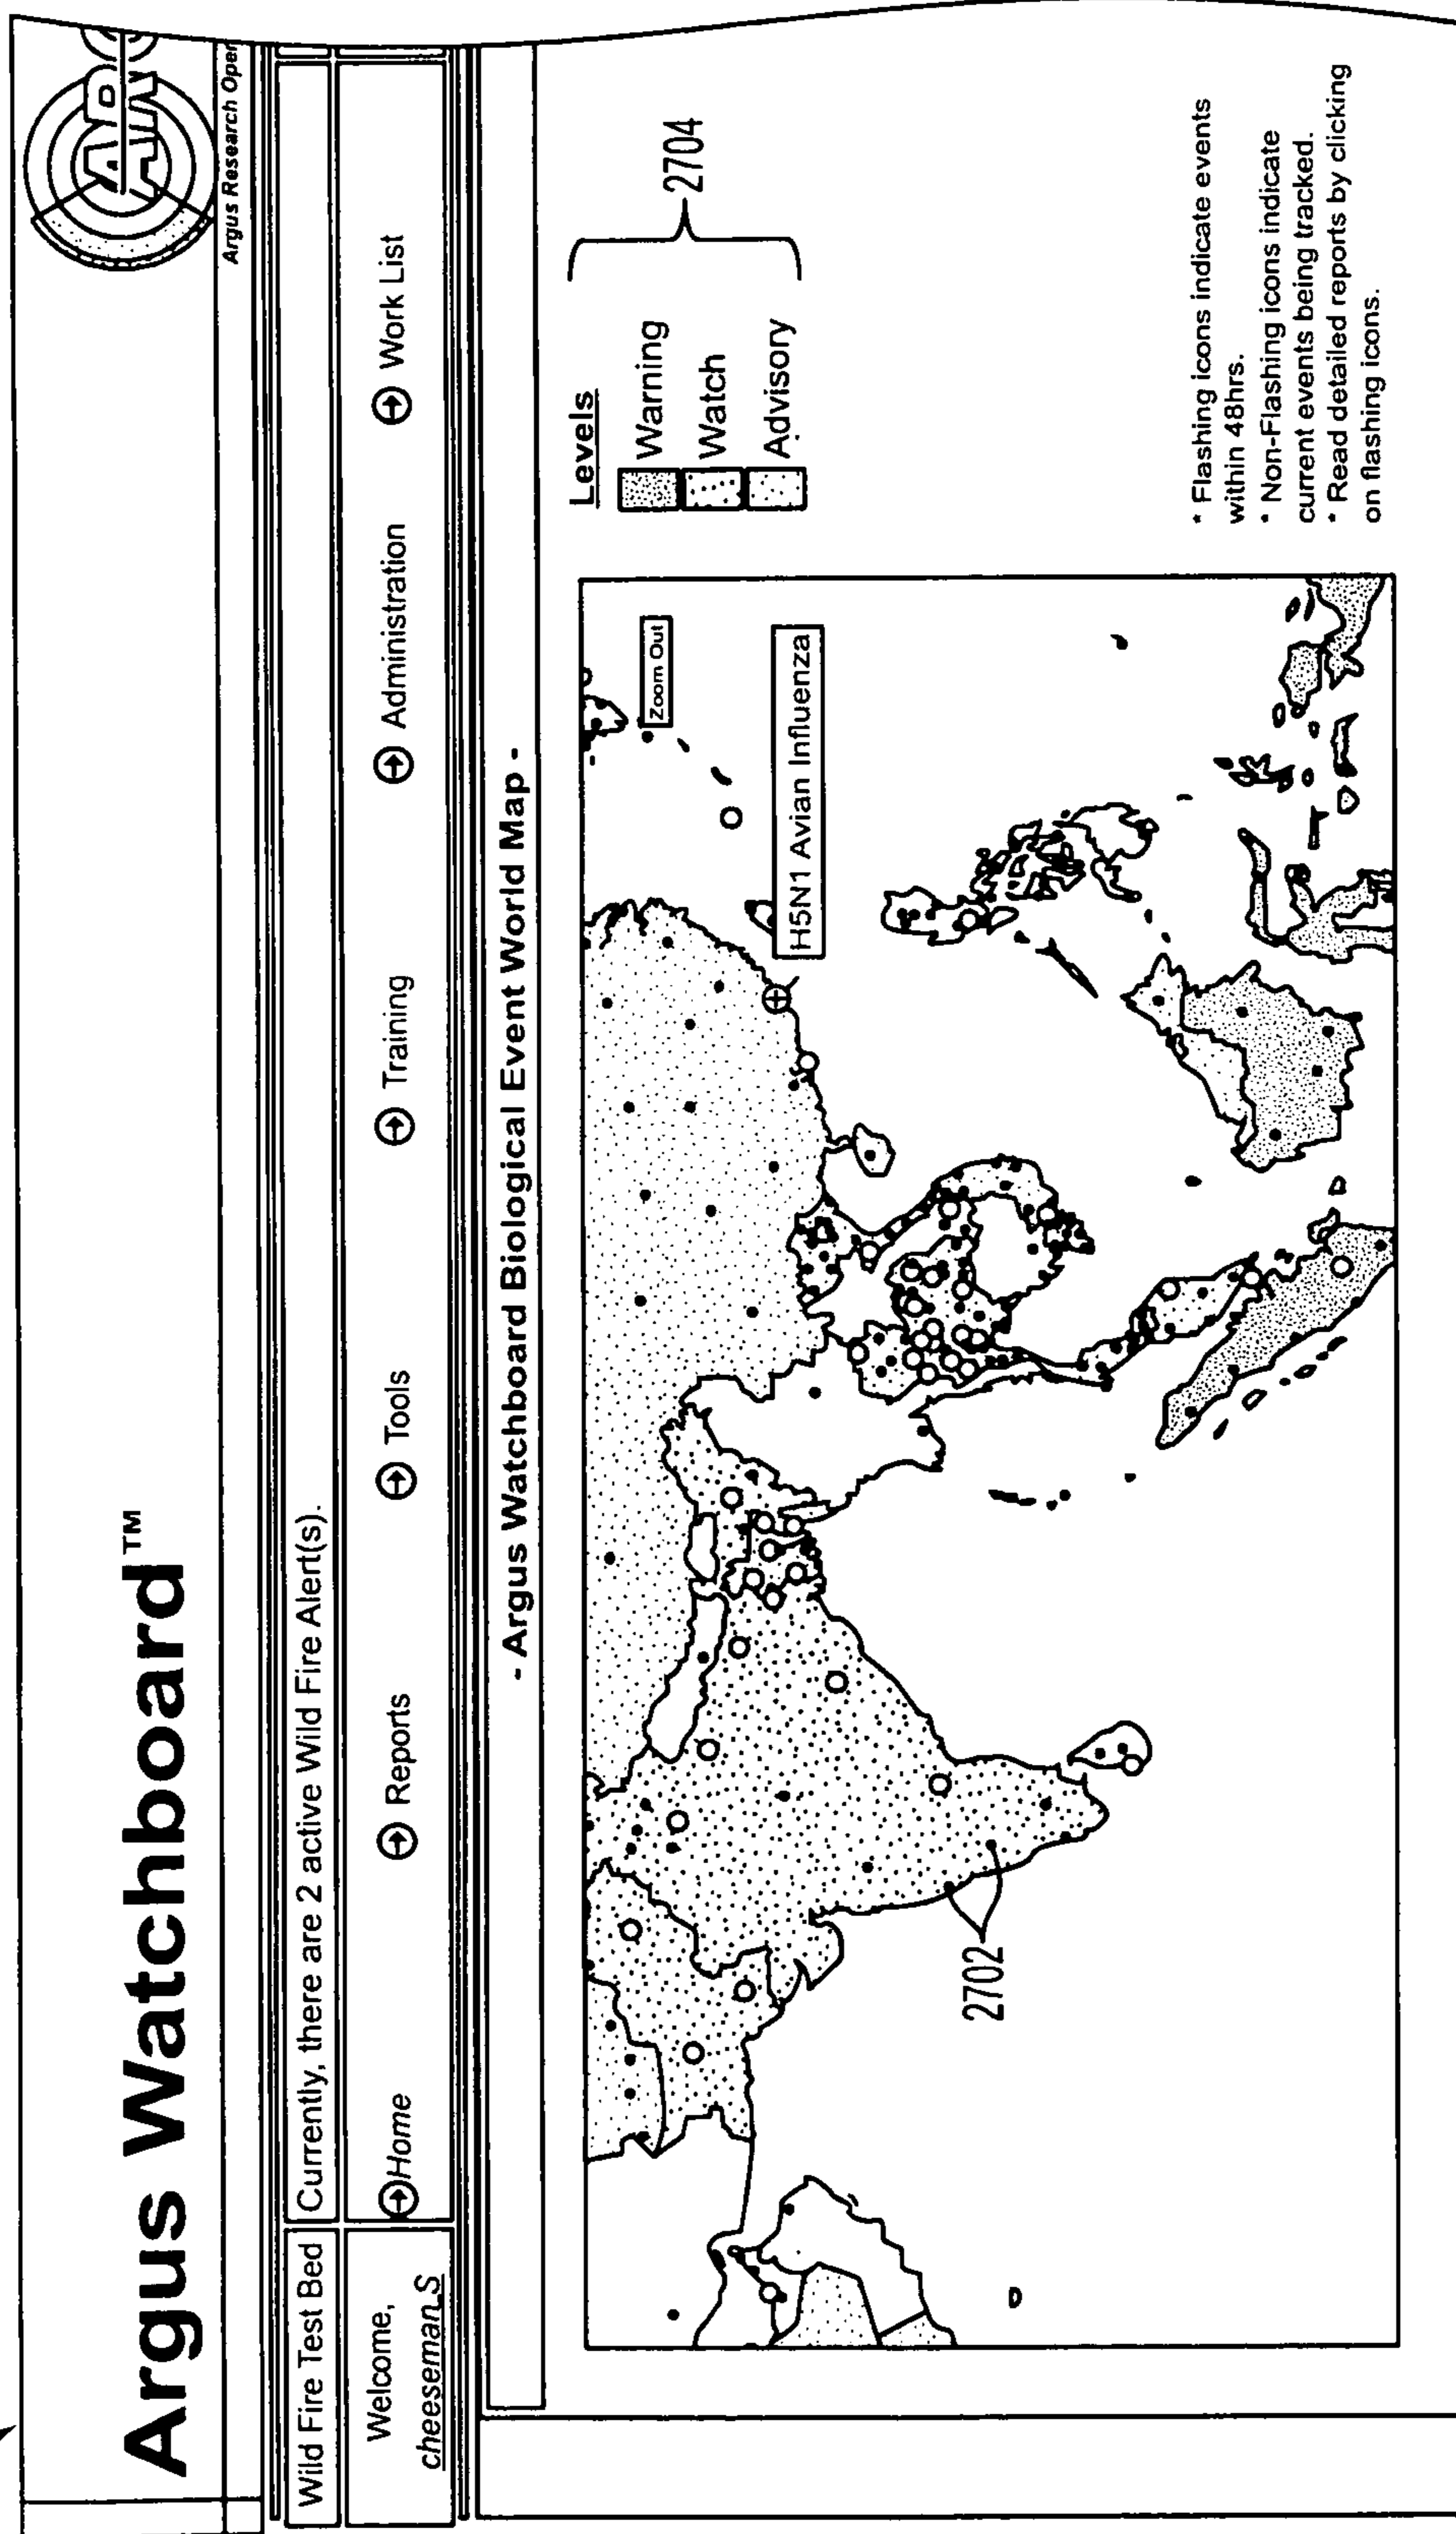 Argus Watchboard™
Argus Research Oper
Wild Fire Test Bed
Currently, there are 2 active Wild Fire Alert(s).
Welcome,
cheeseman_S
Home
Reports
Tools
Training
Administration
Work List
- Argus Watchboard Biological Event World Map -
Zoom Out
H5N1 Avian Influenza
2702
Levels
Warning
Watch
Advisory
2704
* Flashing icons indicate events
within 48hrs.
* Non-Flashing icons indicate
current events being tracked.
* Read detailed reports by clicking
on flashing icons.